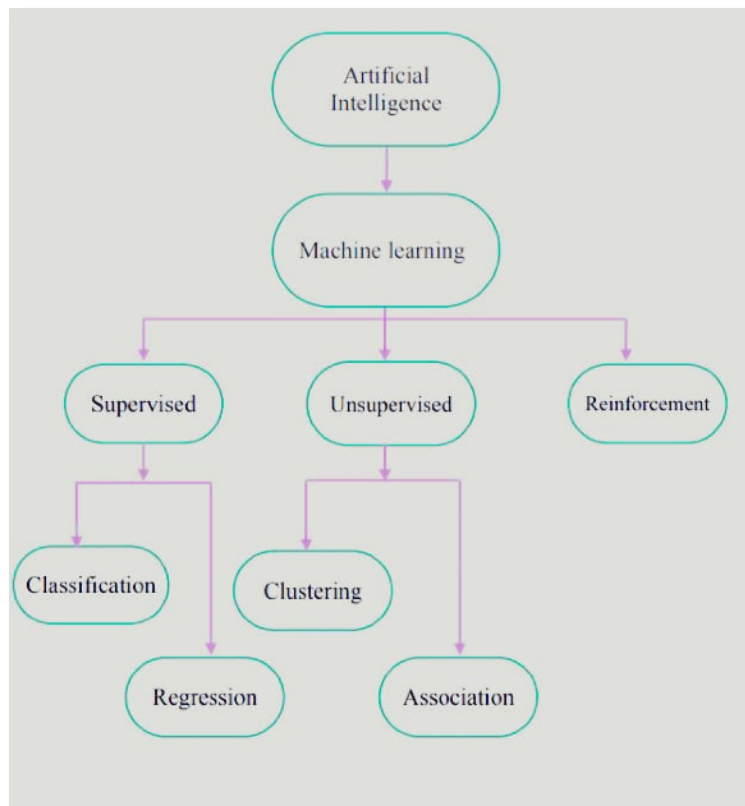 Artificial
Intelligence
Machine learning
Supervised
Unsupervised
Reinforcement
Classification
Clustering
Regression
Association